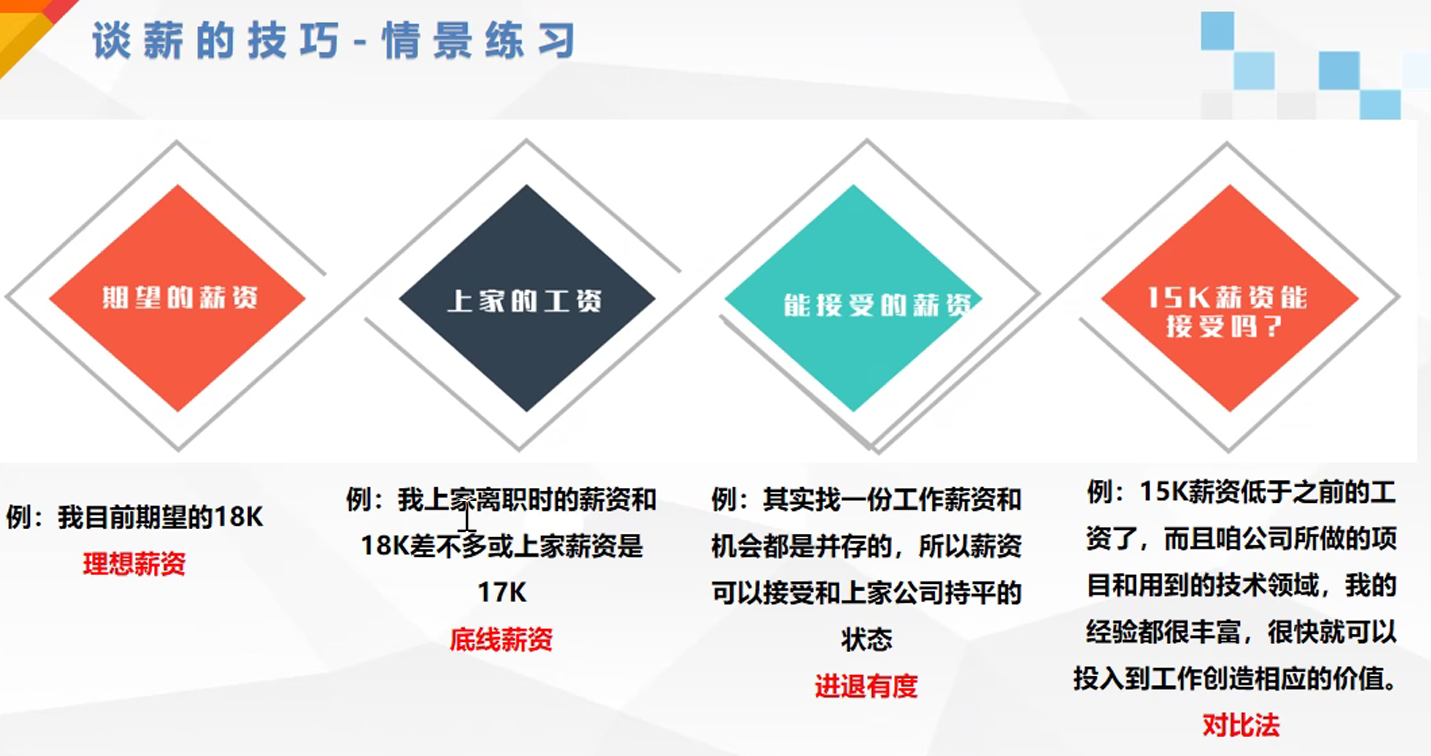 谈薪的技巧-情景练习
期望的薪资
上家的工资
能接受的薪资
15K薪资能
接受吗?
例：我目前期望的18K
理想薪资
例：我上家离职时的薪资和
18K差不多或上家薪资是
17K
底线薪资
例：其实找一份工作薪资和
机会都是并存的，所以薪资
可以接受和上家公司持平的
状态
进退有度
例：15K薪资低于之前的工
资了，而且咱公司所做的项
目和用到的技术领域，我的
经验都很丰富，很快就可以
投入到工作创造相应的价值。
对比法